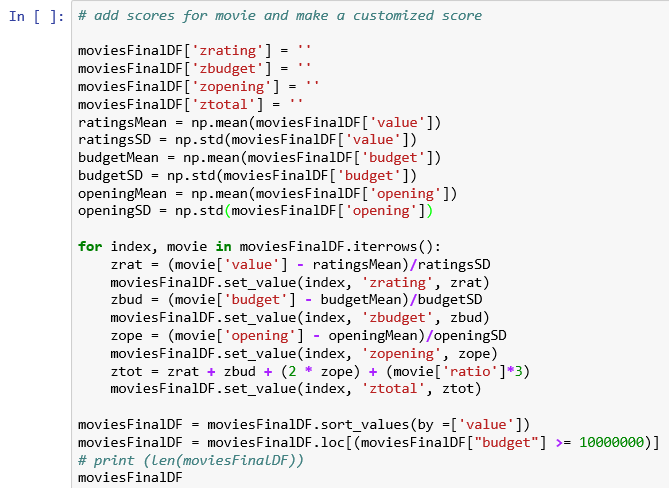 In [ ]: # add scores for movie and make a customized score
moviesFinalDF['zrating'] = ''
moviesFinalDF['zbudget'] = ''
moviesFinalDF['zopening'] = ''
moviesFinalDF['ztotal'] = ''
ratingsMean = np.mean(moviesFinalDF['value'])
ratingsSD = np.std(moviesFinalDF['value'])
budgetMean = np.mean(moviesFinalDF['budget'])
budgetSD = np.std(moviesFinalDF['budget'])
openingMean = np.mean(moviesFinalDF['opening'])
openingSD = np.std(moviesFinalDF['opening'])
for index, movie in moviesFinalDF.iterrows():
    zrat = (movie['value'] - ratingsMean)/ratingsSD
    moviesFinalDF.set_value(index, 'zrating', zrat)
    zbud = (movie['budget'] - budgetMean)/budgetSD
    moviesFinalDF.set_value(index, 'zbudget', zbud)
    zope = (movie['opening'] - openingMean)/openingSD
    moviesFinalDF.set_value(index, 'zopening', zope)
    ztot = zrat + zbud + (2 * zope) + (movie['ratio']*3)
    moviesFinalDF.set_value(index, 'ztotal', ztot)
moviesFinalDF = moviesFinalDF.sort_values(by =['value'])
moviesFinalDF = moviesFinalDF.loc[(moviesFinalDF["budget"] >= 10000000)]
# print (len(moviesFinalDF))
moviesFinalDF